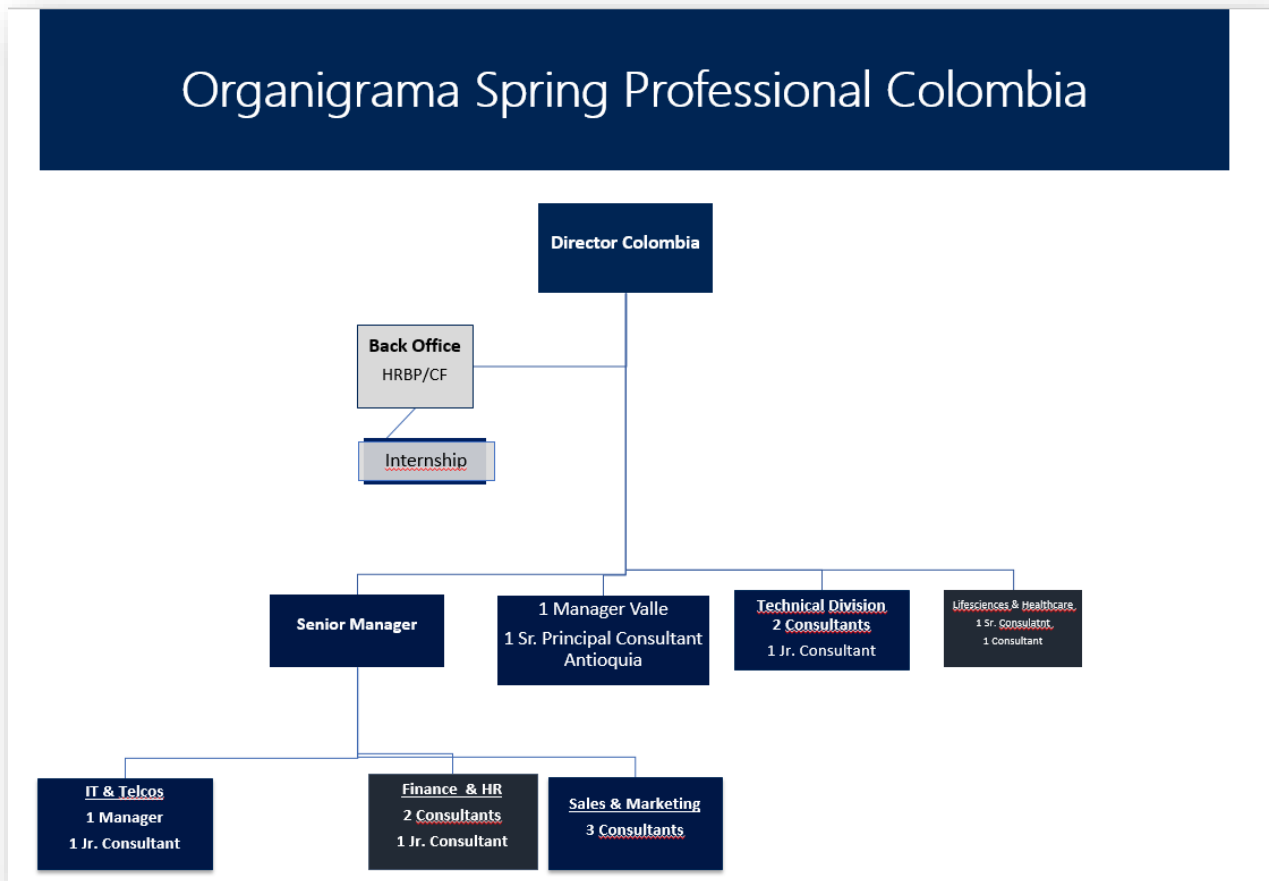 Organigrama Spring Professional Colombia
Director Colombia
Back Office
HRBP/CF
Internship
Senior Manager
1 Manager Valle
1 Sr. Principal Consultant
Antioquia
Technical Division
2 Consultants
1 Jr. Consultant
Lifesciences & Healthcare
1 Sr. Consulatnt
1 Consultant
IT & Telcos
1 Manager
1 Jr. Consultant
Finance & HR
2 Consultants
1 Jr. Consultant
Sales & Marketing
3 Consultants